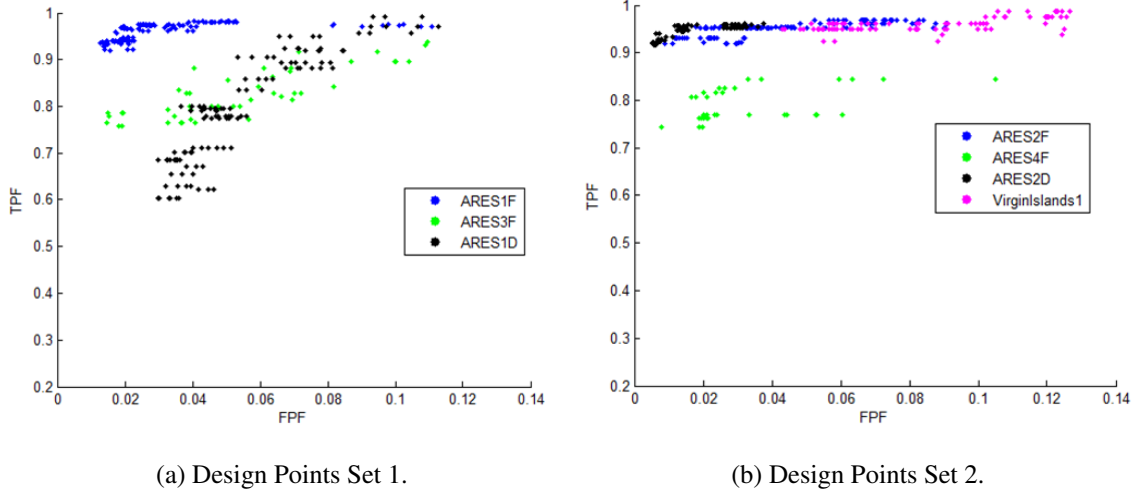 1
0.9
0.8
0.7
0.6
0.5
0.4
0.3
0.2
TPF
0 0.02 0.04 0.06 0.08 0.1 0.12 0.14
FPF
ARES1F
ARES3F
ARES1D
(a) Design Points Set 1.
1
0.9
0.8
0.7
0.6
0.5
0.4
0.3
0.2
TPF
0 0.02 0.04 0.06 0.08 0.1 0.12 0.14
FPF
ARES2F
ARES4F
ARES2D
VirginIslands1
(b) Design Points Set 2.